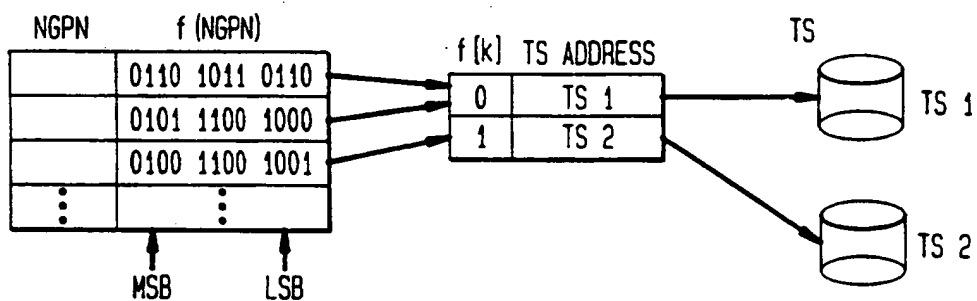 NGPN f (NGPN)
0110 1011 0110
0101 1100 1000
0100 1100 1001
MSB LSB
f (k) TS ADDRESS
0 TS 1
1 TS 2
TS
TS 1
TS 2